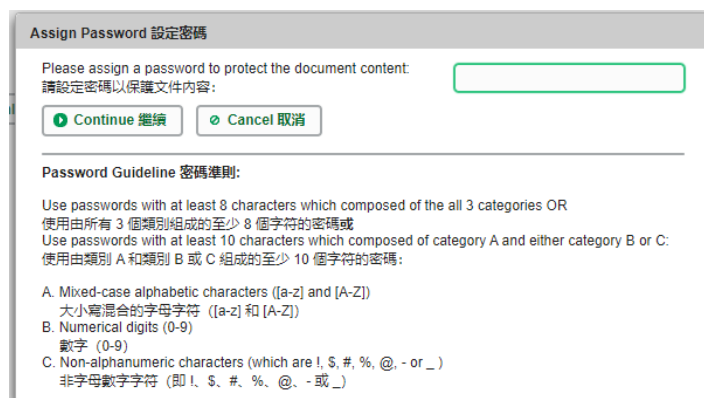 Assign Password 設定密碼
Please assign a password to protect the document content:
請設定密碼以保護文件內容：
Continue 繼續
Cancel 取消
Password Guideline 密碼準則:
Use passwords with at least 8 characters which composed of the all 3 categories OR
使用由所有 3 個類別組成的至少 8 個字符的密碼或
Use passwords with at least 10 characters which composed of category A and either category B or C:
使用由類別 A 和類別 B 或 C 組成的至少 10 個字符的密碼：
A. Mixed-case alphabetic characters ([a-z] and [A-Z])
大小寫混合的字母字符（[a-z] 和 [A-Z]）
B. Numerical digits (0-9)
數字（0-9）
C. Non-alphanumeric characters (which are !, $, #, %, @, - or _ )
非字母數字字符（即 !、$、#、%、@、- 或 _）